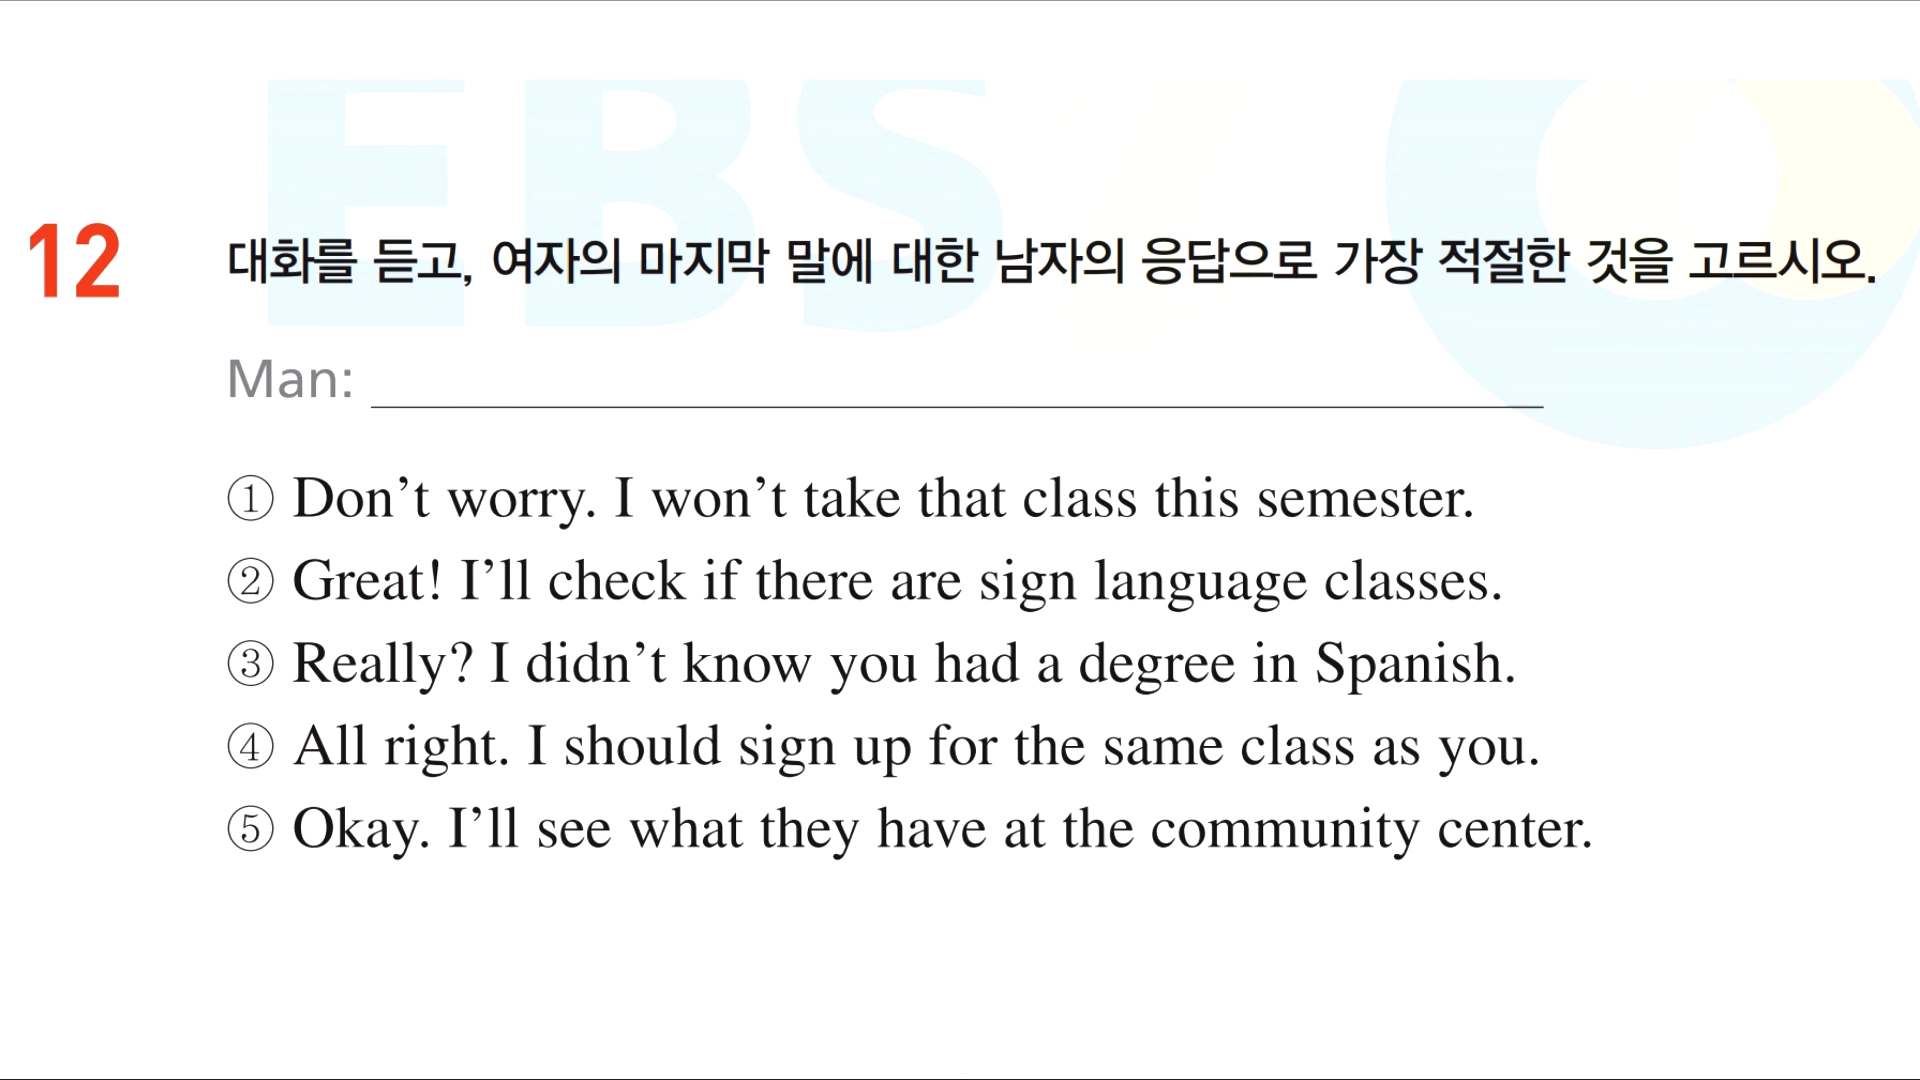 EBS
12 대화를 듣고, 여자의 마지막 말에 대한 남자의 응답으로 가장 적절한 것을 고르시오.
Man:
① Don’t worry. I won’t take that class this semester.
② Great! I’ll check if there are sign language classes.
③ Really? I didn’t know you had a degree in Spanish.
④ All right. I should sign up for the same class as you.
⑤ Okay. I’ll see what they have at the community center.